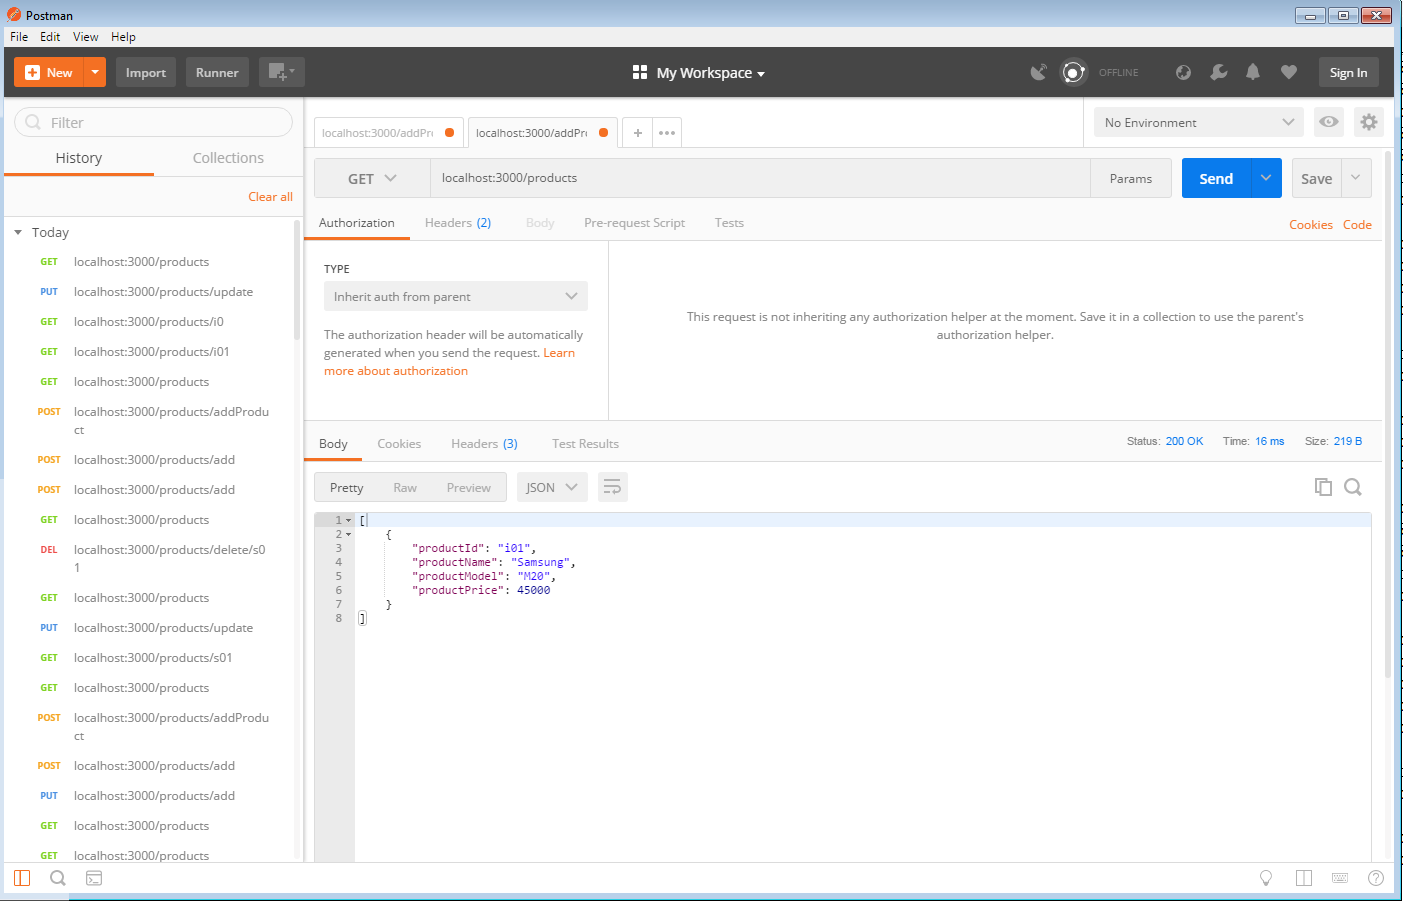 Postman
File Edit View Help
New Import Runner My Workspace OFFLINE Sign In
Filter
History Collections
Clear all
Today
GET localhost:3000/products
PUT localhost:3000/products/update
GET localhost:3000/products/i0
GET localhost:3000/products/i01
GET localhost:3000/products
POST localhost:3000/products/addProdu
ct
POST localhost:3000/products/add
POST localhost:3000/products/add
GET localhost:3000/products
DEL localhost:3000/products/delete/s0
1
GET localhost:3000/products
PUT localhost:3000/products/update
GET localhost:3000/products/s01
GET localhost:3000/products
POST localhost:3000/products/addProdu
ct
POST localhost:3000/products/add
PUT localhost:3000/products/add
GET localhost:3000/products
GET localhost:3000/products
localhost:3000/addPr localhost:3000/addPr + ••• No Environment
GET localhost:3000/products Params Send Save
Authorization Headers (2) Body Pre-request Script Tests Cookies Code
TYPE
Inherit auth from parent
The authorization header will be automatically
generated when you send the request. Learn
more about authorization
This request is not inheriting any authorization helper at the moment. Save it in a collection to use the parent's
authorization helper.
Body Cookies Headers (3) Test Results Status: 200 OK Time: 16 ms Size: 219 B
Pretty Raw Preview JSON
1 [
2 {
3 "productId": "i01",
4 "productName": "Samsung",
5 "productModel": "M20",
6 "productPrice": 45000
7 }
8 ]